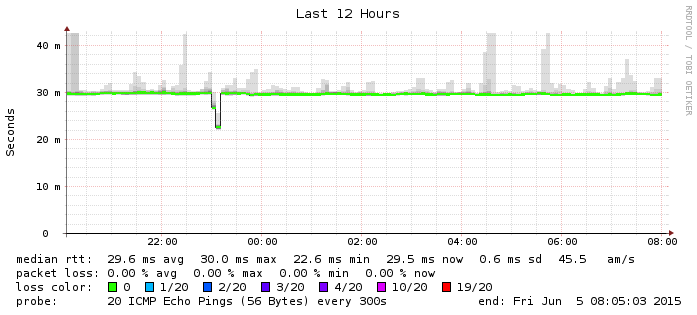 Last 12 Hours
RRDTOOL / TOBI OETIKER
Seconds
40 m
30 m
20 m
10 m
0
22:00 00:00 02:00 04:00 06:00 08:00
median rtt: 29.6 ms avg 30.0 ms max 22.6 ms min 29.5 ms now 0.6 ms sd 45.5 am/s
packet loss: 0.00 % avg 0.00 % max 0.00 % min 0.00 % now
loss color: 0 1/20 2/20 3/20 4/20 10/20 19/20
probe: 20 ICMP Echo Pings (56 Bytes) every 300s end: Fri Jun 5 08:05:03 2015